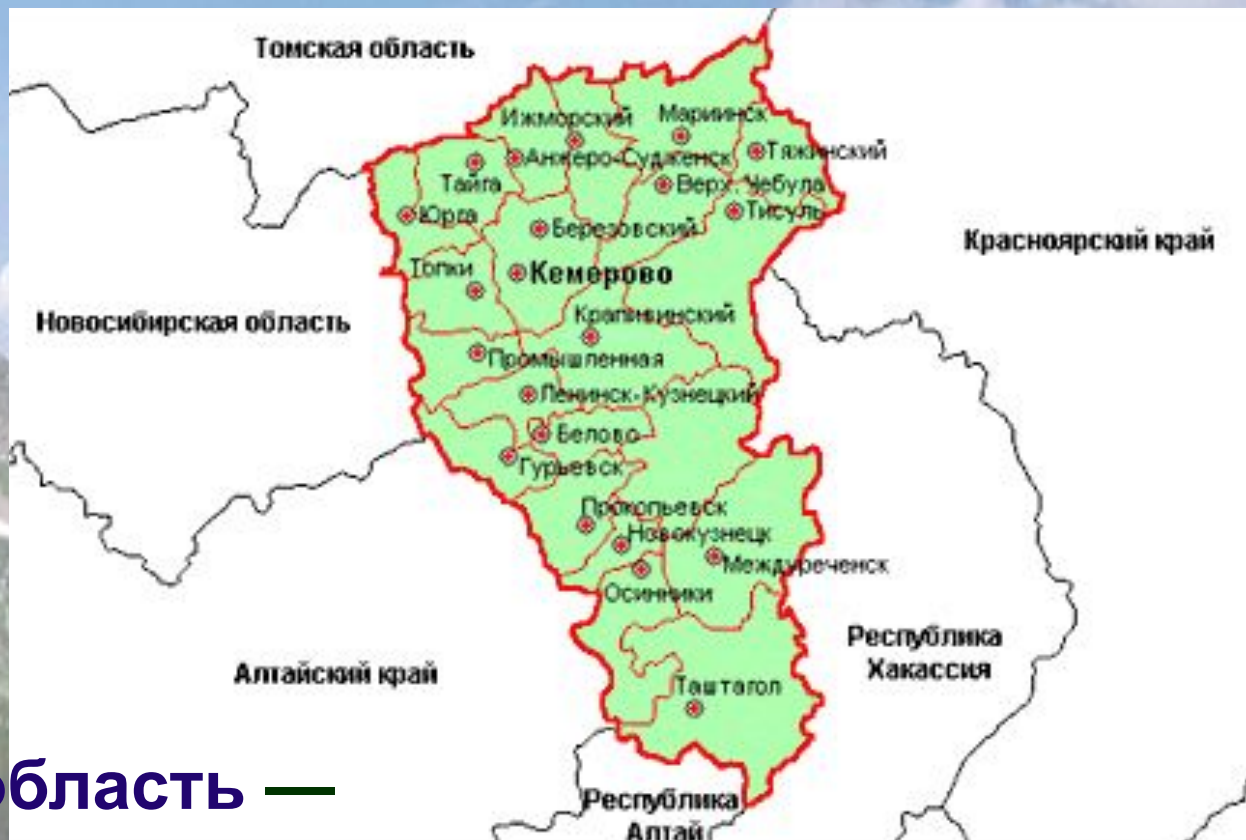 Томская область
Ижморский
Мариинск
Анжеро-Судженск
Тяжинский
Тайга
Верх. Чебула
Юрга
Тисуль
Березовский
Красноярский край
Топки
Кемерово
Крапивинский
Новосибирская область
Промышленная
Ленинск-Кузнецкий
Белово
Гурьевск
Прокопьевск
Новокузнецк
Междуреченск
Осинники
Республика
Хакассия
Алтайский край
Таштагол
область —
Республика
Алтай